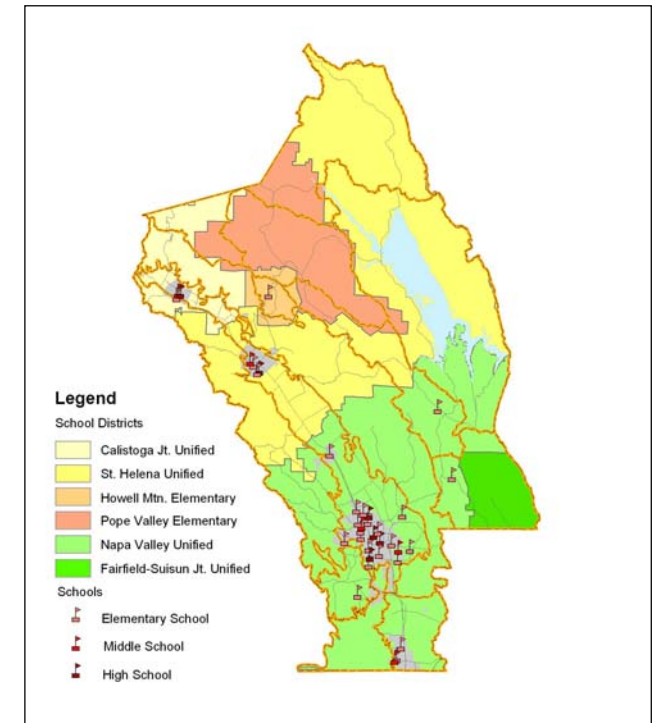 Legend
School Districts
Calistoga Jt. Unified
St. Helena Unified
Howell Mtn. Elementary
Pope Valley Elementary
Napa Valley Unified
Fairfield-Suisun Jt. Unified
Schools
Elementary School
Middle School
High School